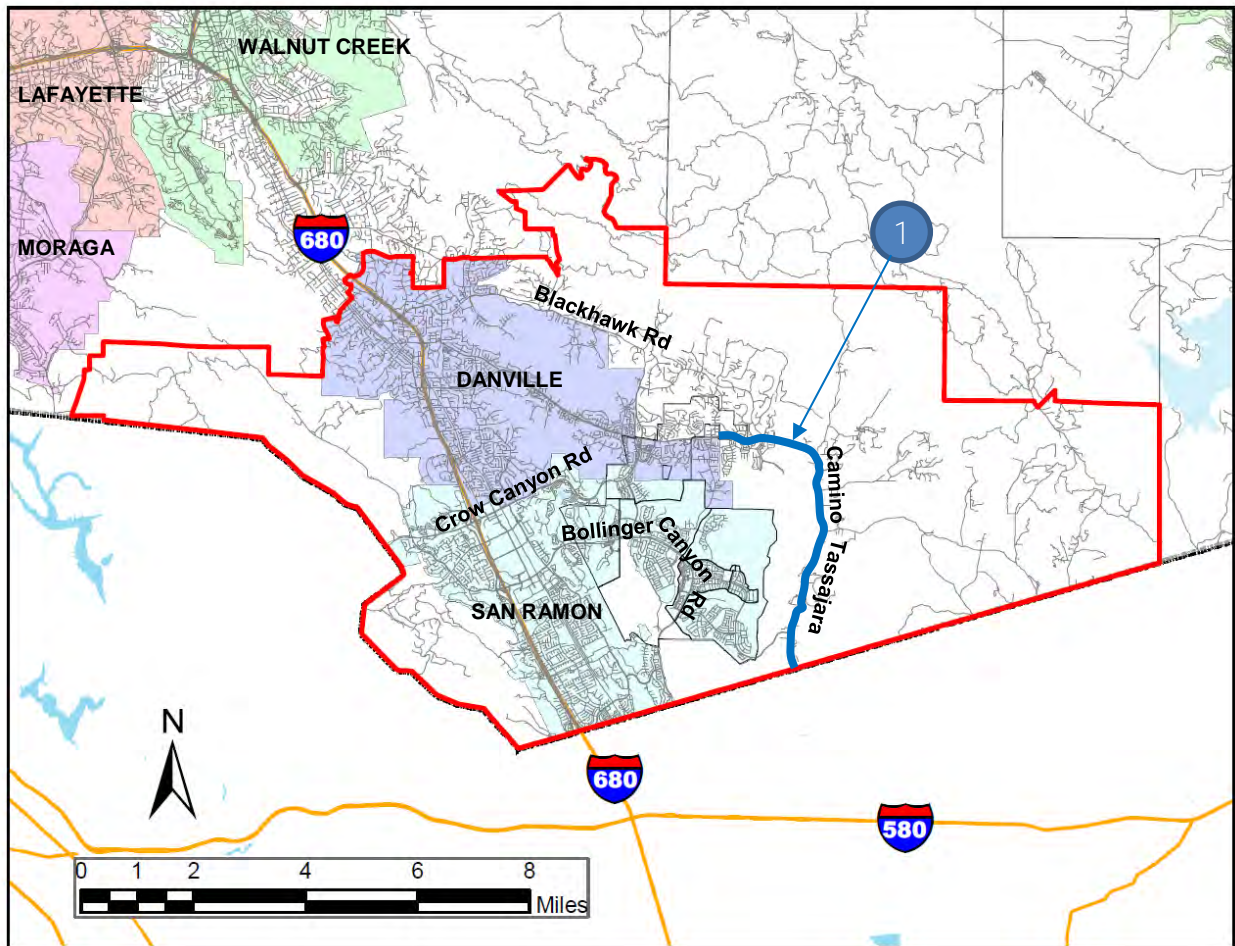 WALNUT CREEK
LAFAYETTE
MORAGA
680
1
Blackhawk Rd
DANVILLE
Crow Canyon Rd
Camino Tassajara
Bollinger Canyon Rd
SAN RAMON
N
680
580
0 1 2 4 6 8
Miles